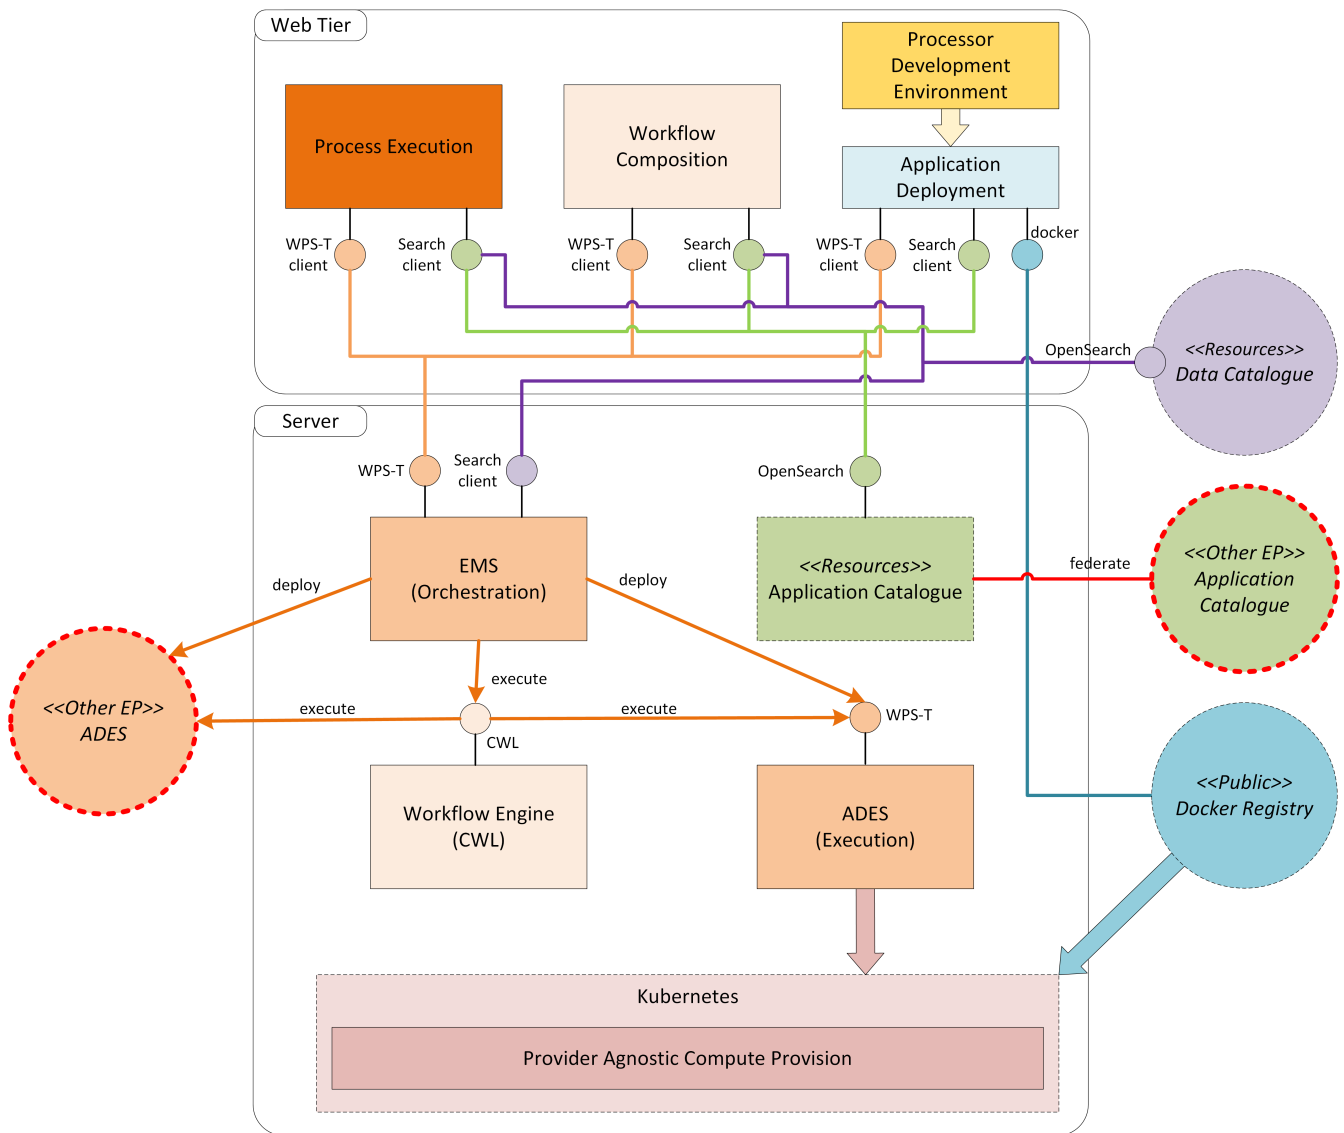 Web Tier
Processor
Development
Environment
Process Execution
Workflow
Composition
Application
Deployment
WPS-T
client
Search
client
WPS-T
client
Search
client
WPS-T
client
Search
client
docker
OpenSearch
<<Resources>>
Data Catalogue
Server
WPS-T
Search
client
OpenSearch
EMS
(Orchestration)
<<Resources>>
Application Catalogue
federate
<<Other EP>>
Application
Catalogue
deploy
deploy
execute
<<Other EP>>
ADES
execute
execute
WPS-T
CWL
Workflow Engine
(CWL)
ADES
(Execution)
<<Public>>
Docker Registry
Kubernetes
Provider Agnostic Compute Provision